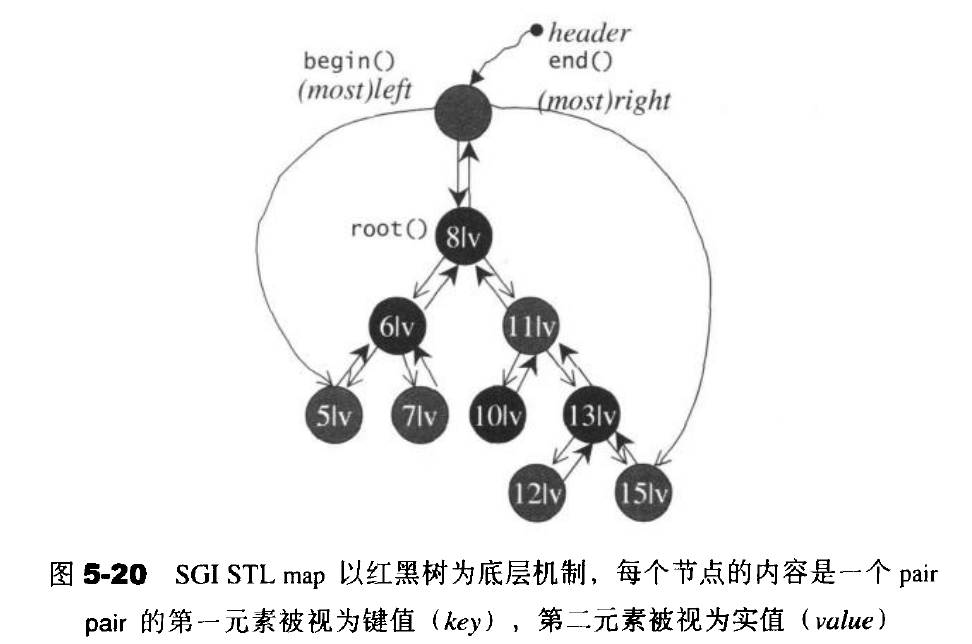 header
begin()
end()
(most)left
(most)right
root()
8|v
6|v
11|v
5|v
7|v
10|v
13|v
12|v
15|v
图 5-20 SGI STL map 以红黑树为底层机制，每个节点的内容是一个 pair
pair 的第一元素被视为键值（key），第二元素被视为实值（value）